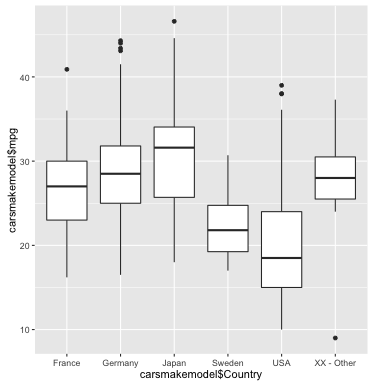 carsmakemodel$mpg
40
30
20
10
France Germany Japan Sweden USA XX - Other
carsmakemodel$Country